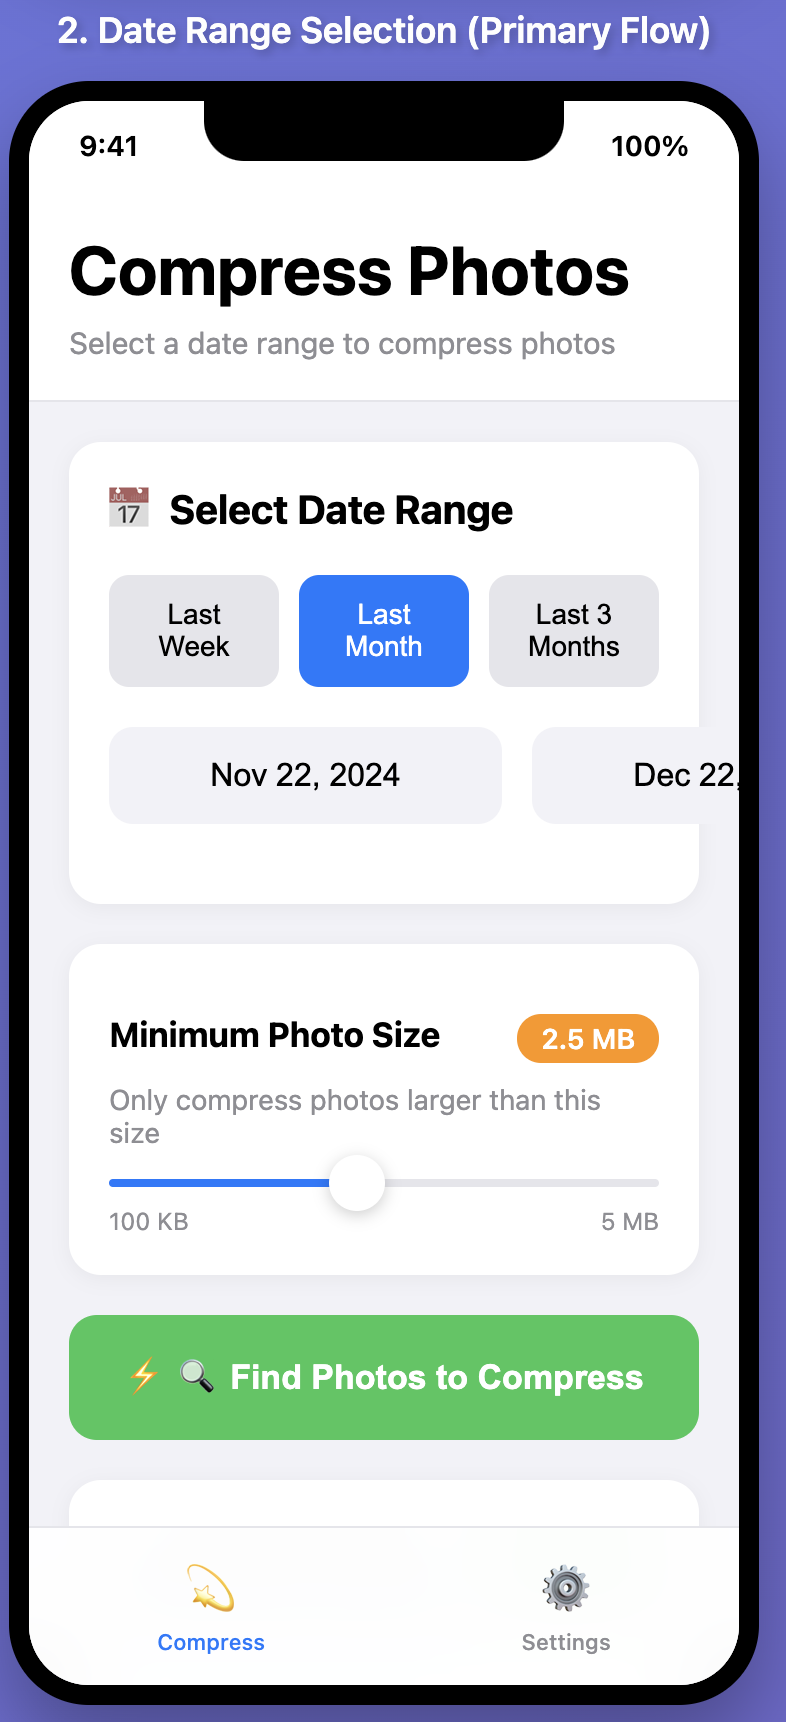 2. Date Range Selection (Primary Flow)
9:41
100%
Compress Photos
Select a date range to compress photos
JUL
17
Select Date Range
Last
Week
Last
Month
Last 3
Months
Nov 22, 2024
Dec 22,
Minimum Photo Size
2.5 MB
Only compress photos larger than this
size
100 KB
5 MB
Find Photos to Compress
Compress
Settings